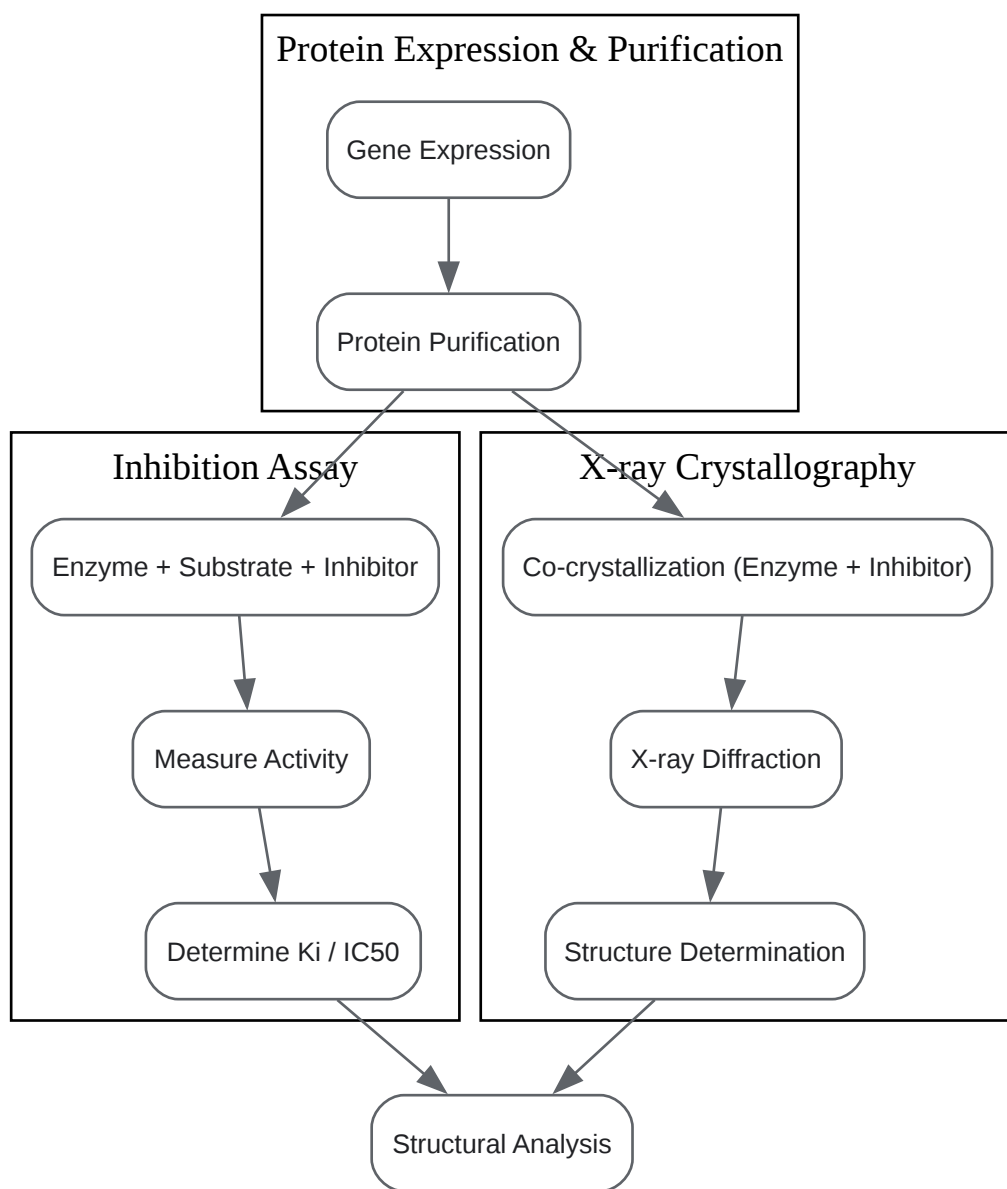 Protein Expression & Purification
Gene Expression
Protein Purification
Inhibition Assay
X-ray Crystallography
Enzyme + Substrate + Inhibitor
Co-crystallization (Enzyme + Inhibitor)
Measure Activity
X-ray Diffraction
Determine Ki / IC50
Structure Determination
Structural Analysis